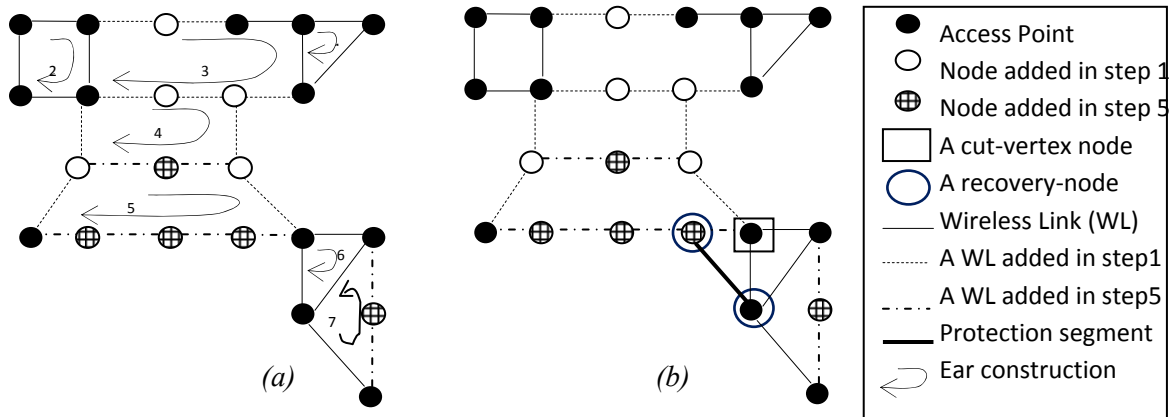 2
3
4
5
6
7
(a)
(b)
Access Point
Node added in step 1
Node added in step 5
A cut-vertex node
A recovery-node
Wireless Link (WL)
A WL added in step1
A WL added in step5
Protection segment
Ear construction